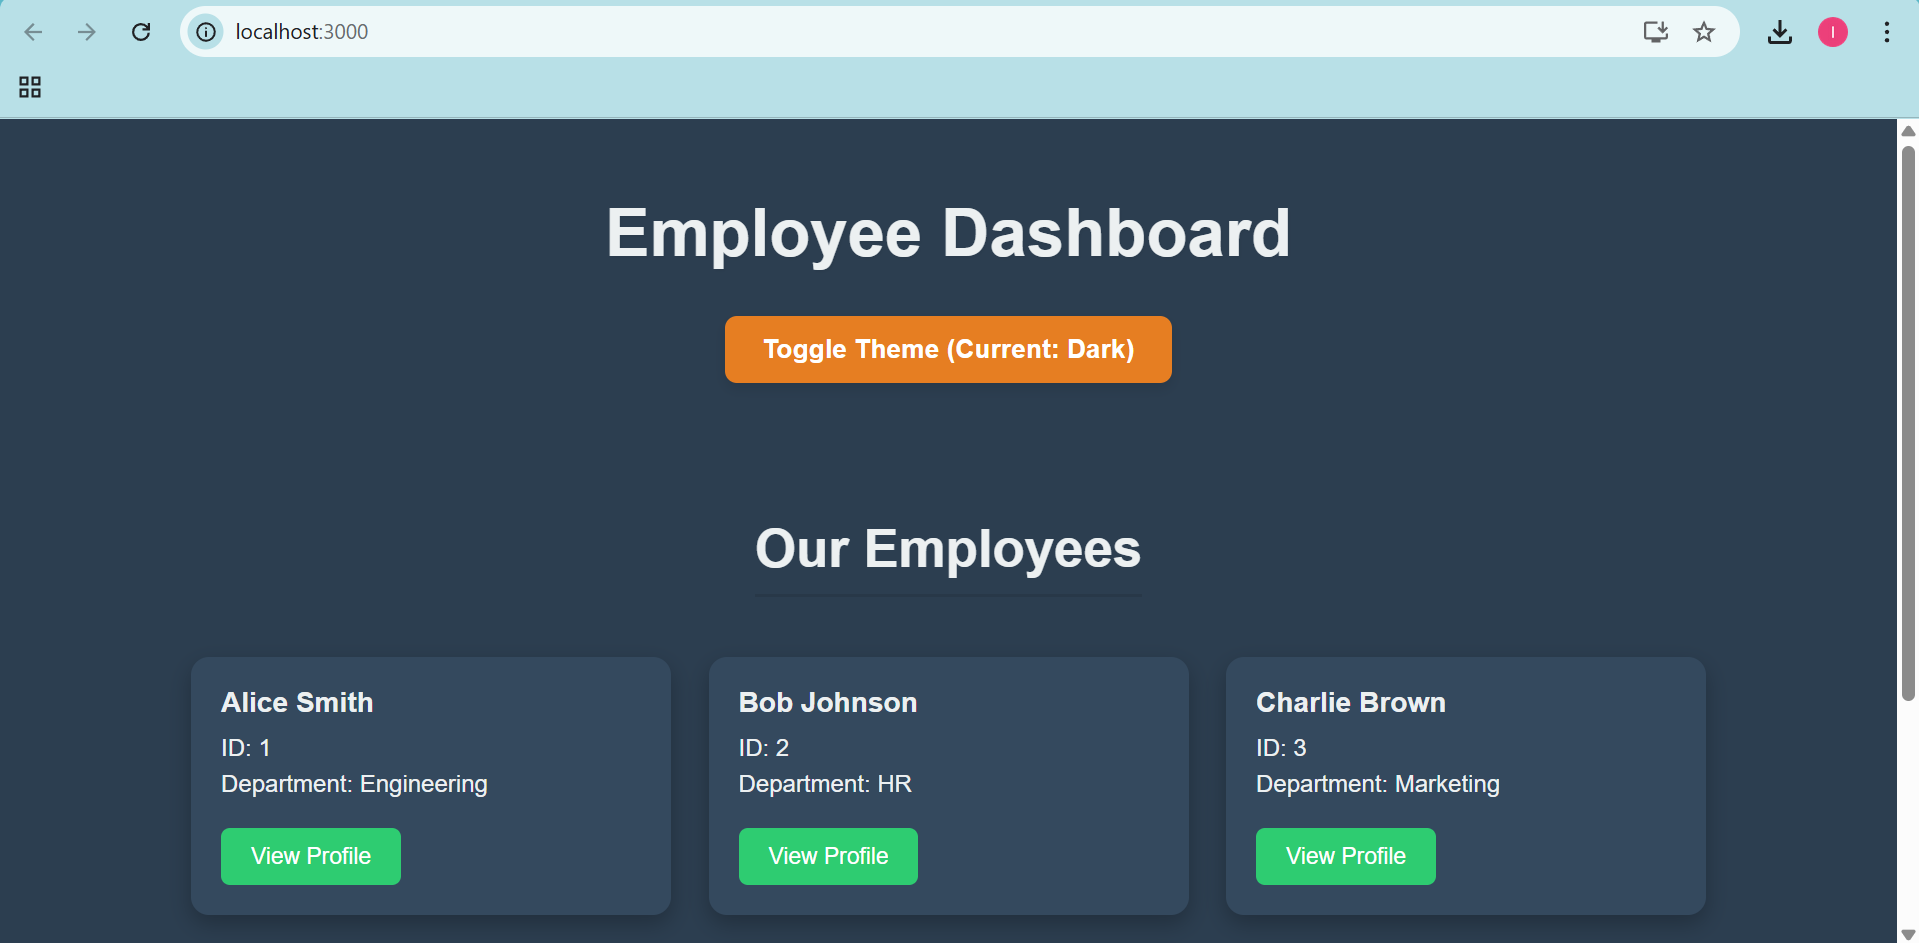 localhost:3000
I
Employee Dashboard
Toggle Theme (Current: Dark)
Our Employees
Alice Smith
ID: 1
Department: Engineering
View Profile
Bob Johnson
ID: 2
Department: HR
View Profile
Charlie Brown
ID: 3
Department: Marketing
View Profile